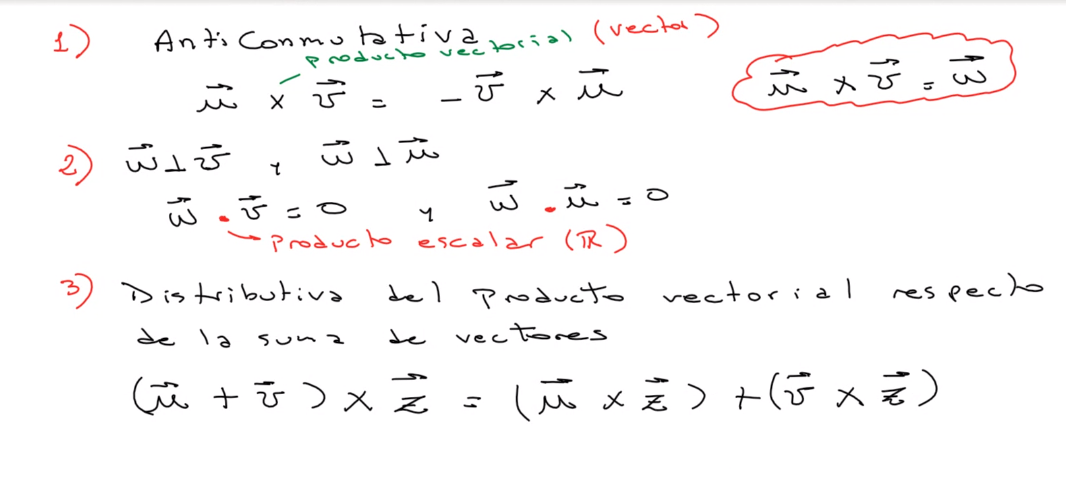 1) Anti Conmutativa (vector)
producto vectorial
$\vec{u} \times \vec{v} = -\vec{v} \times \vec{u}$
$\vec{u} \times \vec{v} = \vec{w}$
2) $\vec{w} \perp \vec{v}$ , y $\vec{w} \perp \vec{u}$
$\vec{w} \cdot \vec{v} = 0$ y $\vec{w} \cdot \vec{u} = 0$
→ producto escalar (ℝ)
3) Distributiva del producto vectorial respecto
de la suma de vectores
$(\vec{u} + \vec{v}) \times \vec{z} = (\vec{u} \times \vec{z}) + (\vec{v} \times \vec{z})$